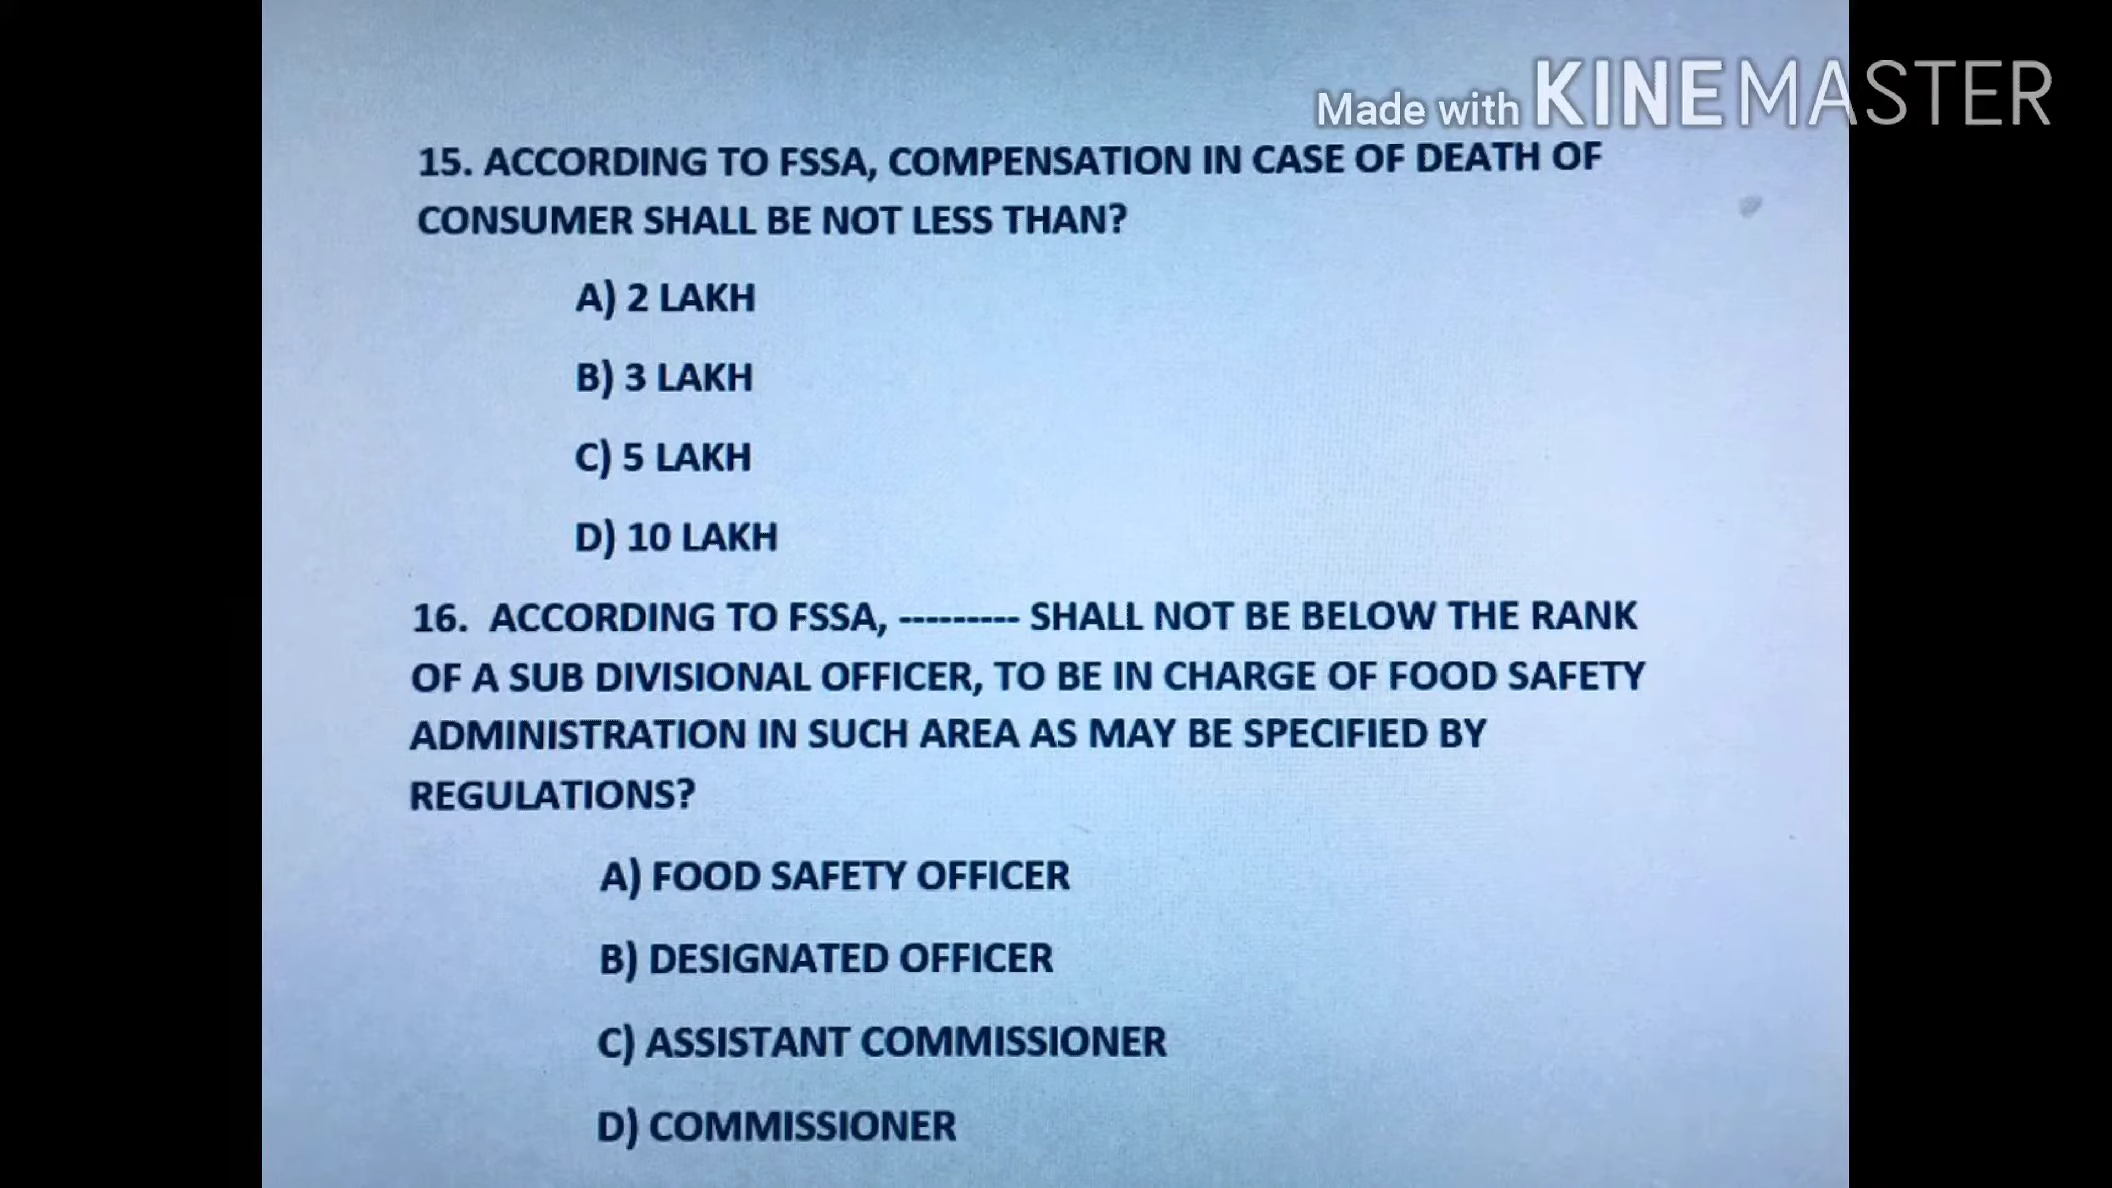 Made with KINEMASTER
15. ACCORDING TO FSSA, COMPENSATION IN CASE OF DEATH OF
CONSUMER SHALL BE NOT LESS THAN?
A) 2 LAKH
B) 3 LAKH
C) 5 LAKH
D) 10 LAKH
16. ACCORDING TO FSSA, --------- SHALL NOT BE BELOW THE RANK
OF A SUB DIVISIONAL OFFICER, TO BE IN CHARGE OF FOOD SAFETY
ADMINISTRATION IN SUCH AREA AS MAY BE SPECIFIED BY
REGULATIONS?
A) FOOD SAFETY OFFICER
B) DESIGNATED OFFICER
C) ASSISTANT COMMISSIONER
D) COMMISSIONER